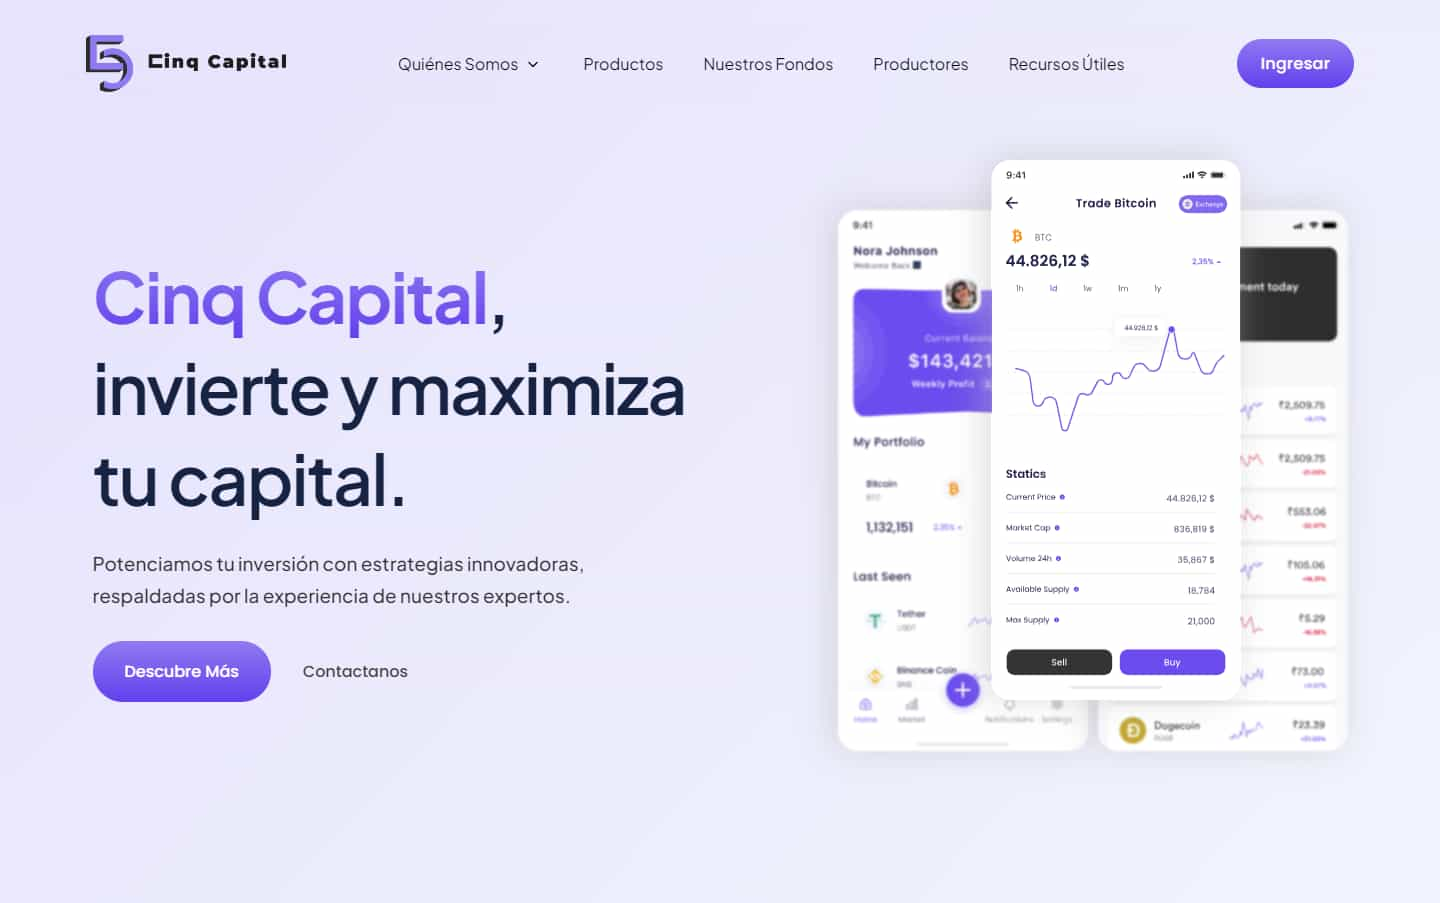 Cinq Capital
Quiénes Somos
Productos
Nuestros Fondos
Productores
Recursos Útiles
Ingresar
Cinq Capital,
invierte y maximiza
tu capital.
Potenciamos tu inversión con estrategias innovadoras,
respaldadas por la experiencia de nuestros expertos.
Descubre Más
Contactanos
9:41
Nora Johnson
Welcome Back
Current Balan
$143,421
Weekly Profit
My Portfolio
Bitcoin
BTC
1,132,151
2,35%
Last Seen
Tether
USDT
Binance Coin
BNB
Home
Market
Notifications
Settings
9:41
Trade Bitcoin
Exchange
BTC
44.826,12 $
2,35%
1h 1d 1w 1m 1y
44.926,12 $
Statics
Current Price 44.826,12 $
Market Cap 836,819 $
Volume 24h 35,867 $
Available Supply 18,784
Max Supply 21,000
Sell
Buy
ment today
₹2,509.75
₹2,509.75
₹553.06
₹105.06
₹5.29
₹73.00
Dogecoin
₹23.39